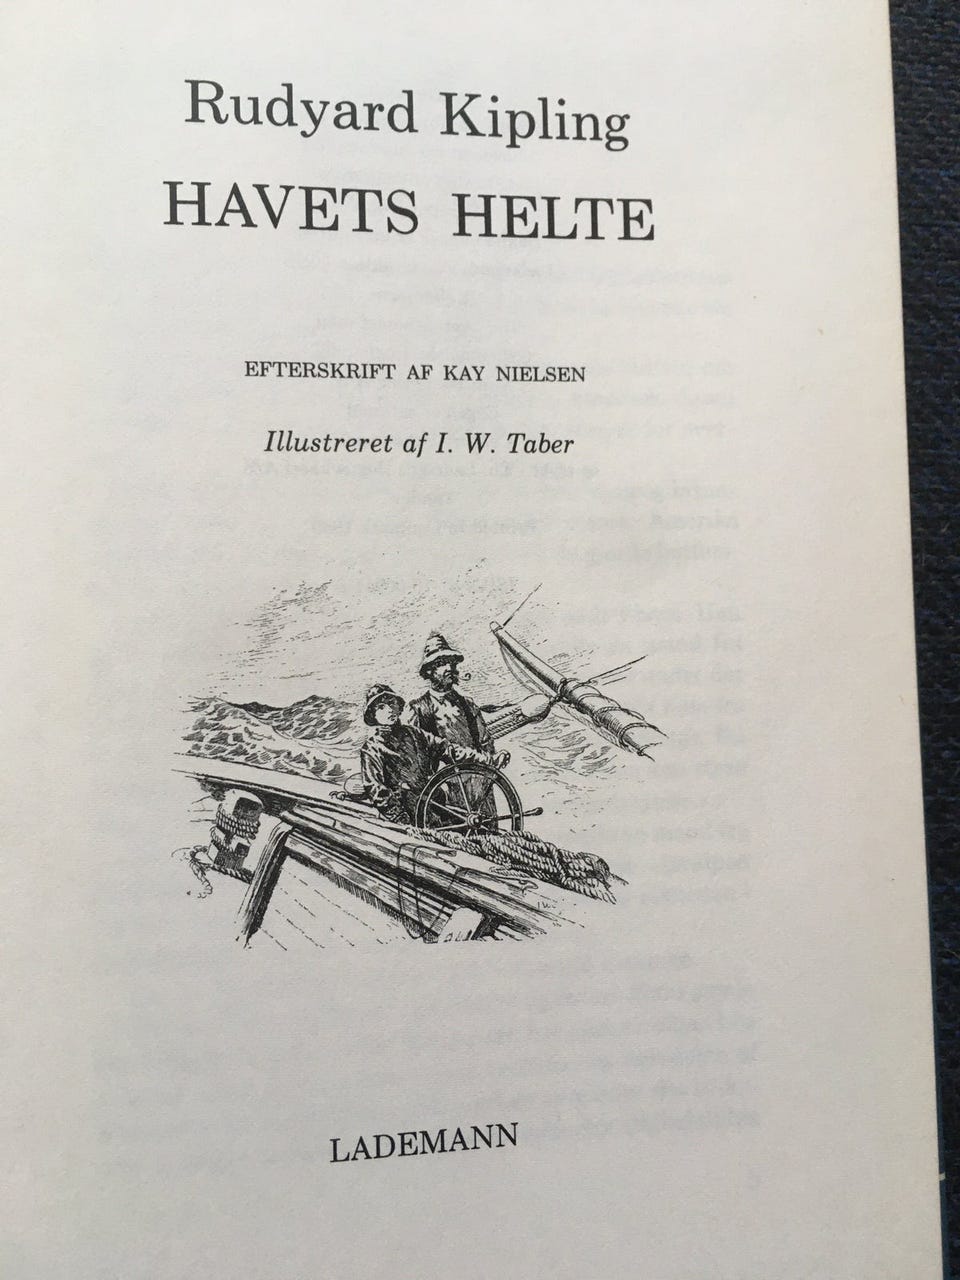 Rudyard Kipling
HAVETS HELTE
EFTERSKRIFT AF KAY NIELSEN
Illustreret af I. W. Taber
LADEMANN